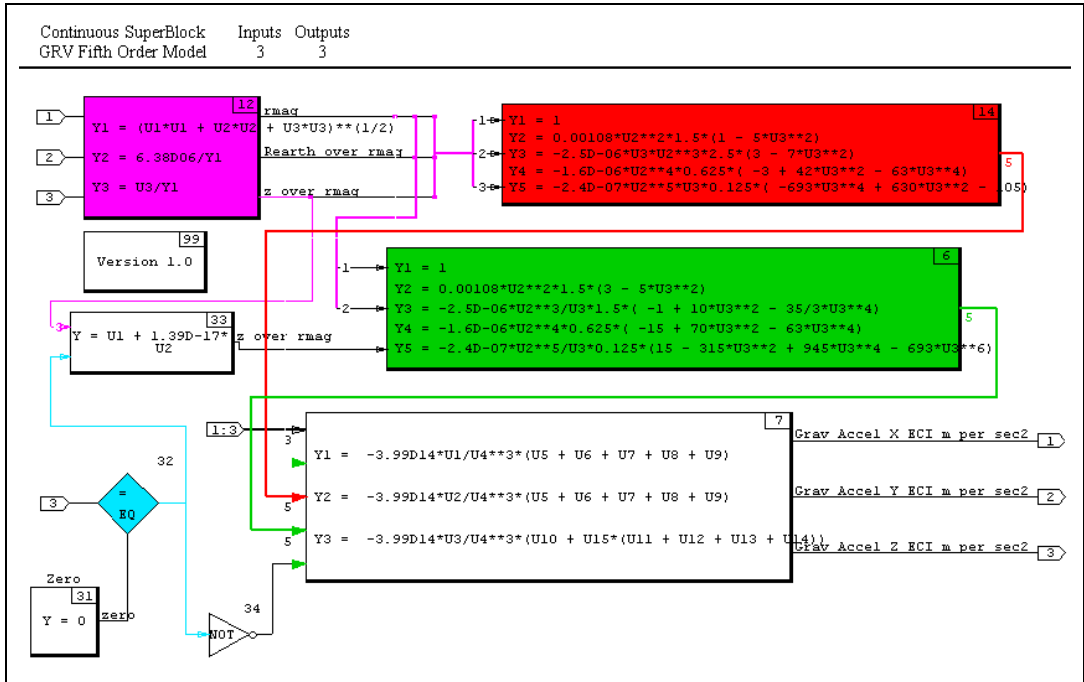 Continuous SuperBlock Inputs Outputs
GRV Fifth Order Model 3 3
12
1
rmag
Y1 = (U1*U1 + U2*U2 + U3*U3)**(1/2)
2
Rearth over rmag
Y2 = 6.38D06/Y1
3
z over rmag
Y3 = U3/Y1
14
1
Y1 = 1
Y2 = 0.00108*U2**2*1.5*(1 - 5*U3**2)
2
Y3 = -2.5D-06*U3*U2**3*2.5*(3 - 7*U3**2)
Y4 = -1.6D-06*U2**4*0.625*( -3 + 42*U3**2 - 63*U3**4)
3
Y5 = -2.4D-07*U2**5*U3*0.125*( -693*U3**4 + 630*U3**2 - 105)
5
99
Version 1.0
6
1
Y1 = 1
Y2 = 0.00108*U2**2*1.5*(3 - 5*U3**2)
2
Y3 = -2.5D-06*U2**3/U3*1.5*( -1 + 10*U3**2 - 35/3*U3**4)
Y4 = -1.6D-06*U2**4*0.625*( -15 + 70*U3**2 - 63*U3**4)
Y5 = -2.4D-07*U2**5/U3*0.125*(15 - 315*U3**2 + 945*U3**4 - 693*U3**6)
5
33
3
Y = U1 + 1.39D-17*
U2
z over rmag
7
1:3
3
Y1 = -3.99D14*U1/U4**3*(U5 + U6 + U7 + U8 + U9)
5
Y2 = -3.99D14*U2/U4**3*(U5 + U6 + U7 + U8 + U9)
5
Y3 = -3.99D14*U3/U4**3*(U10 + U15*(U11 + U12 + U13 + U14))
Grav Accel X ECI m per sec2
1
Grav Accel Y ECI m per sec2
2
Grav Accel Z ECI m per sec2
3
32
3
=
EQ
Zero
31
Y = 0
zero
34
NOT